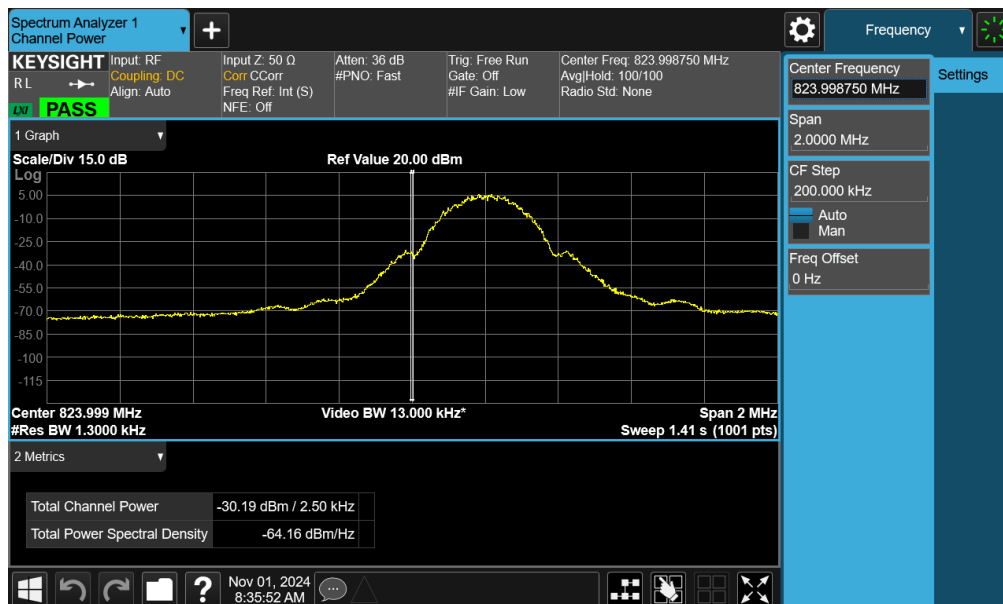 Spectrum Analyzer 1
Channel Power
Frequency
KEYSIGHT
R L
LXI
PASS
Input: RF
Coupling: DC
Align: Auto
Input Z: 50 Ω
Corr CCorr
Freq Ref: Int (S)
NFE: Off
Atten: 36 dB
#PNO: Fast
Trig: Free Run
Gate: Off
#IF Gain: Low
Center Freq: 823.998750 MHz
Avg|Hold: 100/100
Radio Std: None
Center Frequency
823.998750 MHz
Settings
Span
2.0000 MHz
CF Step
200.000 kHz
Auto
Man
Freq Offset
0 Hz
1 Graph
Scale/Div 15.0 dB
Ref Value 20.00 dBm
Log
5.00
-10.0
-25.0
-40.0
-55.0
-70.0
-85.0
-100
-115
Center 823.999 MHz
Video BW 13.000 kHz*
Span 2 MHz
#Res BW 1.3000 kHz
Sweep 1.41 s (1001 pts)
2 Metrics
Total Channel Power -30.19 dBm / 2.50 kHz
Total Power Spectral Density -64.16 dBm/Hz
?
Nov 01, 2024
8:35:52 AM